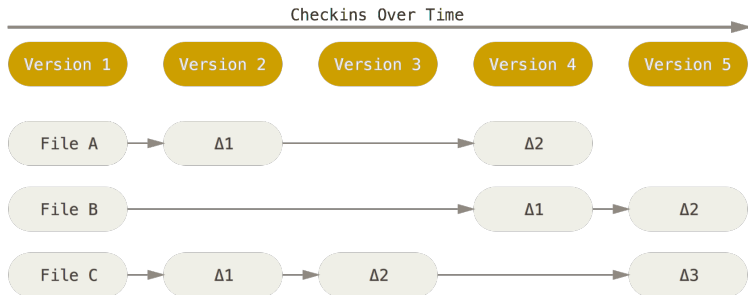 Checkins Over Time
Version 1 Version 2 Version 3 Version 4 Version 5
File A Δ1 Δ2
File B Δ1 Δ2
File C Δ1 Δ2 Δ3